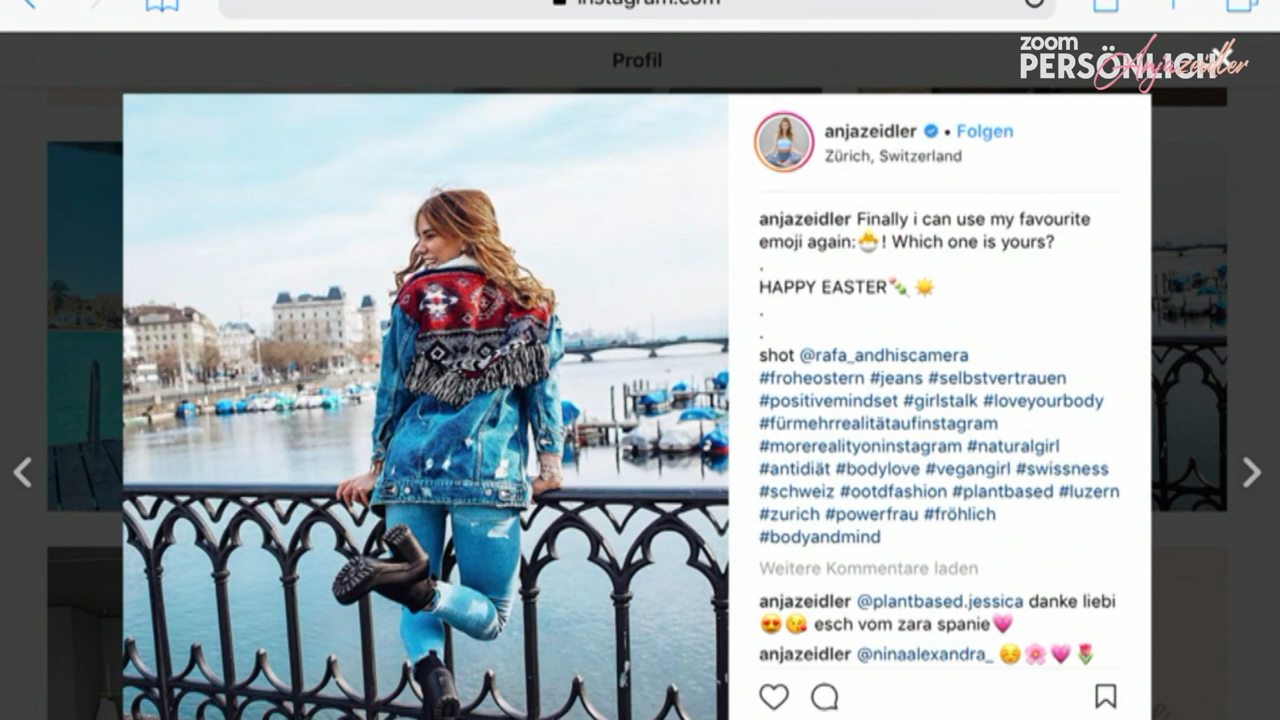 instagram.com
Profil
zoom
PERSÖNLICH
Anjazeidler
anjazeidler • Folgen
Zürich, Switzerland
anjazeidler Finally i can use my favourite
emoji again:🐣! Which one is yours?
.
HAPPY EASTER🍡☀️
.
.
shot @rafa_andhiscamera
#froheostern #jeans #selbstvertrauen
#positivemindset #girlstalk #loveyourbody
#fürmehrrealitätaufinstagram
#morerealityoninstagram #naturalgirl
#antidiät #bodylove #vegangirl #swissness
#schweiz #ootdfashion #plantbased #luzern
#zurich #powerfrau #fröhlich
#bodyandmind
Weitere Kommentare laden
anjazeidler @plantbased.jessica danke liebi
😍😘 esch vom zara spanie💗
anjazeidler @ninaalexandra_ 😔🌸💗🌷